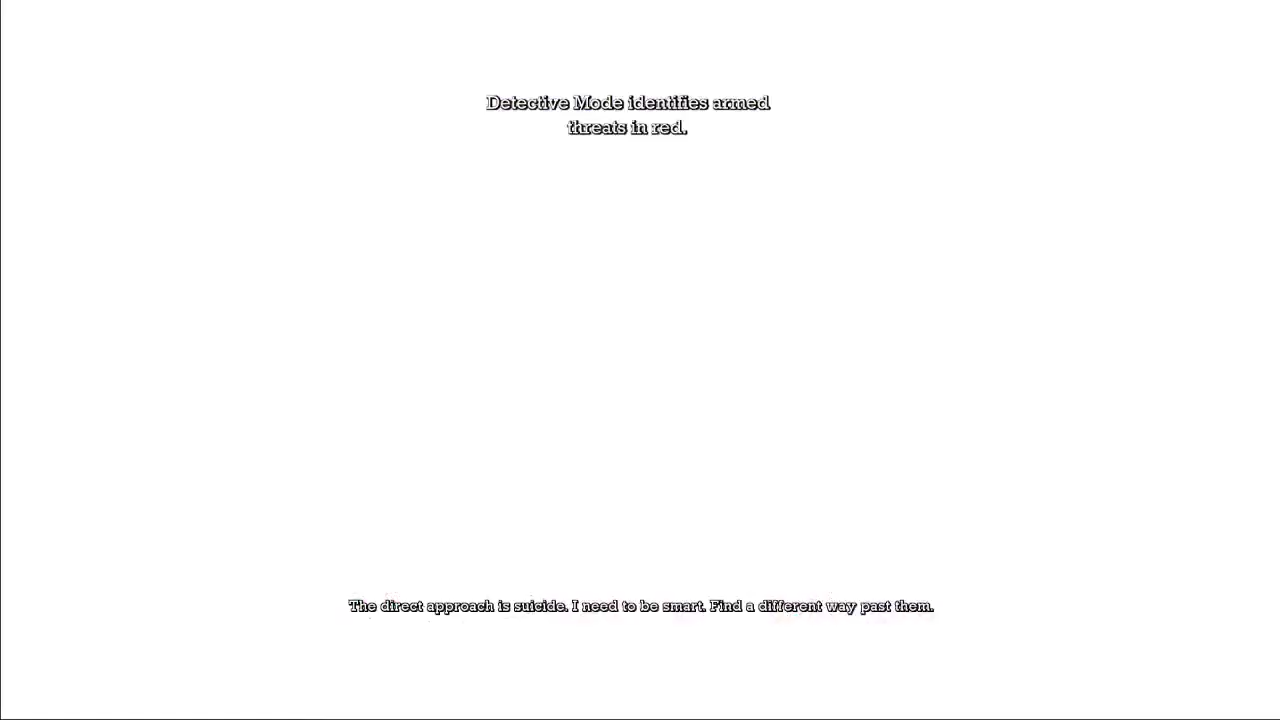 Detective Mode identifies armed
threats in red.
The direct approach is suicide. I need to be smart. Find a different way past them.